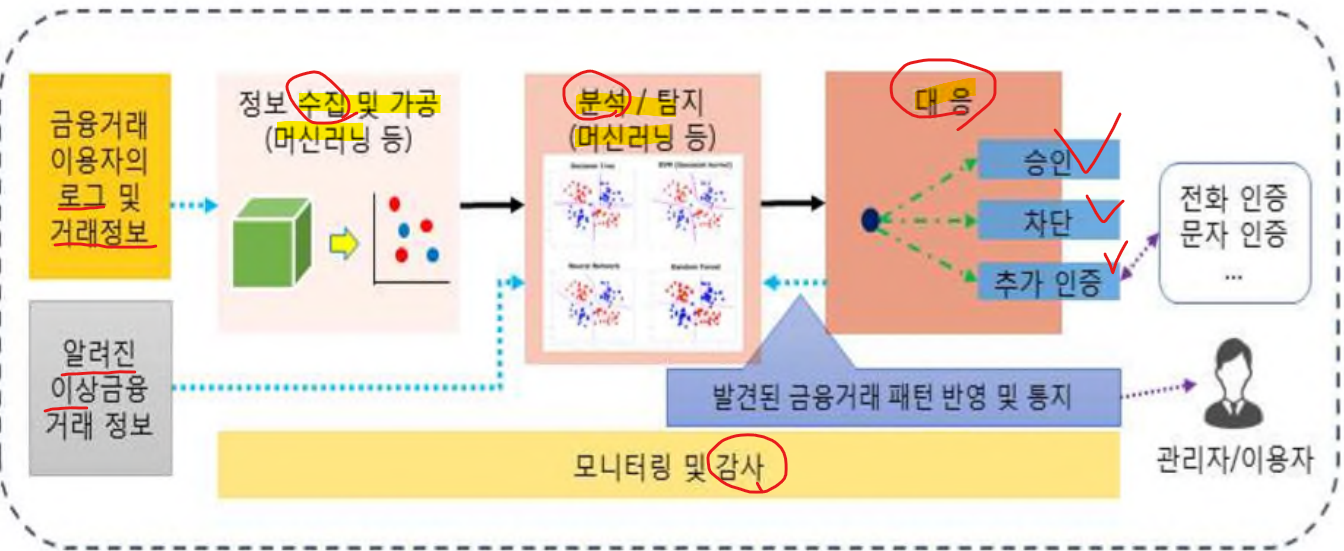 금융거래
이용자의
로그 및
거래정보
알려진
이상금융
거래 정보
정보 수집 및 가공
(머신러닝 등)
분석 / 탐지
(머신러닝 등)
Decision Tree
SVM (Gaussian kernel)
Neural Network
Random Forest
대 응
승인
차단
추가 인증
전화 인증
문자 인증
...
발견된 금융거래 패턴 반영 및 통지
관리자/이용자
모니터링 및 감사